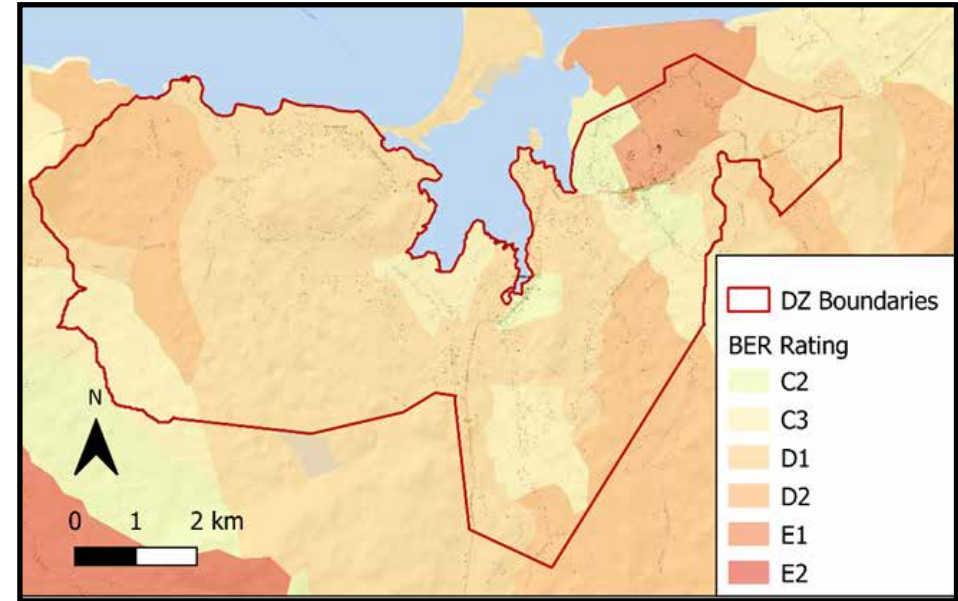 DZ Boundaries
BER Rating
C2
C3
D1
D2
E1
E2
N
0 1 2 km